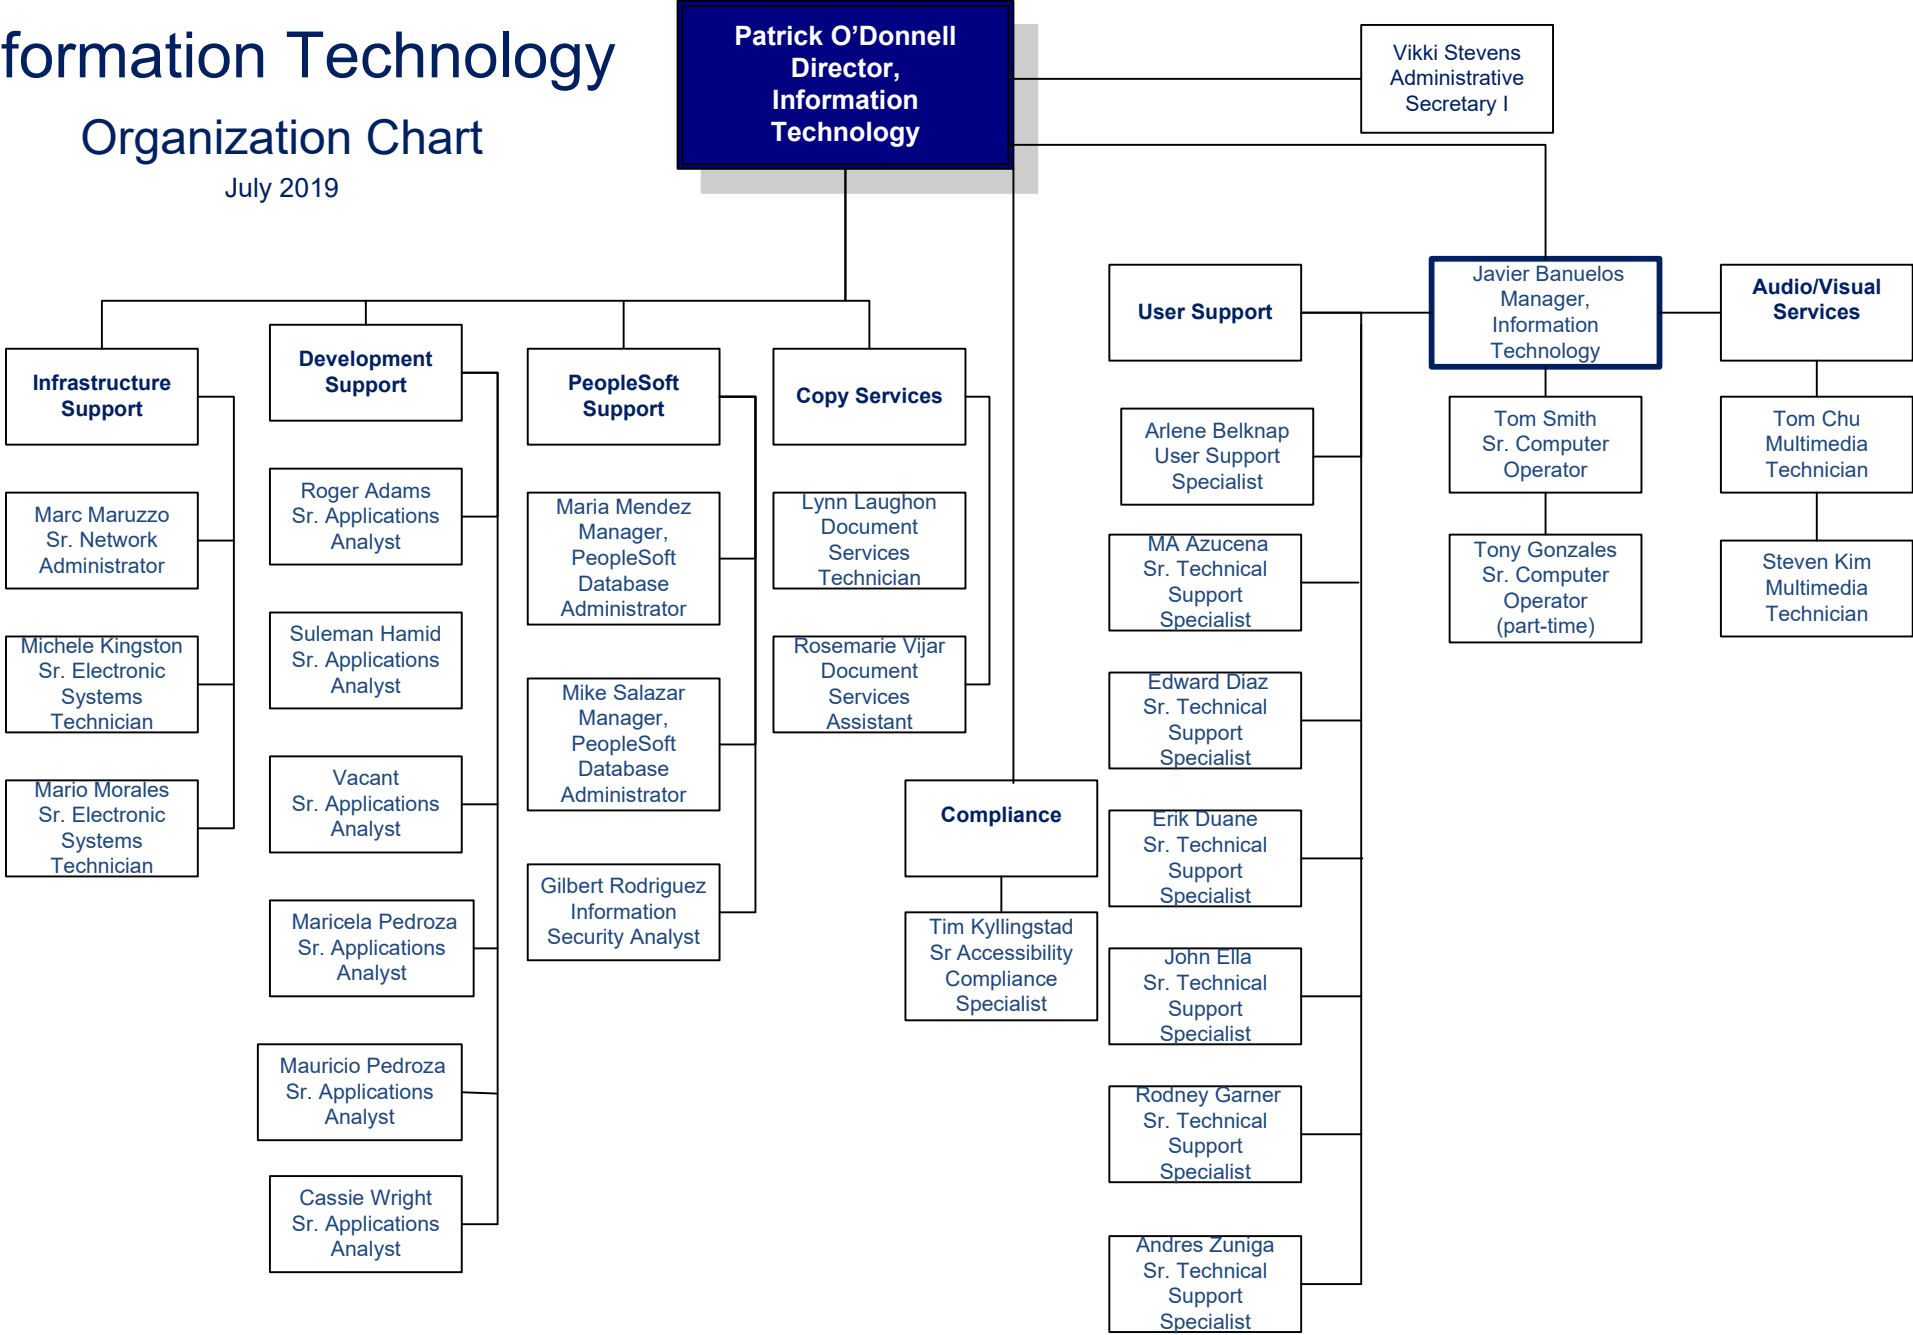 formation Technology
Organization Chart
July 2019
Patrick O’Donnell
Director,
Information
Technology
Vikki Stevens
Administrative
Secretary I
Javier Banuelos
Manager,
Information
Technology
Infrastructure
Support
Marc Maruzzo
Sr. Network
Administrator
Michele Kingston
Sr. Electronic
Systems
Technician
Mario Morales
Sr. Electronic
Systems
Technician
Development
Support
Roger Adams
Sr. Applications
Analyst
Suleman Hamid
Sr. Applications
Analyst
Vacant
Sr. Applications
Analyst
Maricela Pedroza
Sr. Applications
Analyst
Mauricio Pedroza
Sr. Applications
Analyst
Cassie Wright
Sr. Applications
Analyst
PeopleSoft
Support
Maria Mendez
Manager,
PeopleSoft
Database
Administrator
Mike Salazar
Manager,
PeopleSoft
Database
Administrator
Gilbert Rodriguez
Information
Security Analyst
Copy Services
Lynn Laughon
Document
Services
Technician
Rosemarie Vijar
Document
Services
Assistant
Compliance
Tim Kyllingstad
Sr Accessibility
Compliance
Specialist
User Support
Arlene Belknap
User Support
Specialist
MA Azucena
Sr. Technical
Support
Specialist
Edward Diaz
Sr. Technical
Support
Specialist
Erik Duane
Sr. Technical
Support
Specialist
John Ella
Sr. Technical
Support
Specialist
Rodney Garner
Sr. Technical
Support
Specialist
Andres Zuniga
Sr. Technical
Support
Specialist
Tom Smith
Sr. Computer
Operator
Tony Gonzales
Sr. Computer
Operator
(part-time)
Audio/Visual
Services
Tom Chu
Multimedia
Technician
Steven Kim
Multimedia
Technician